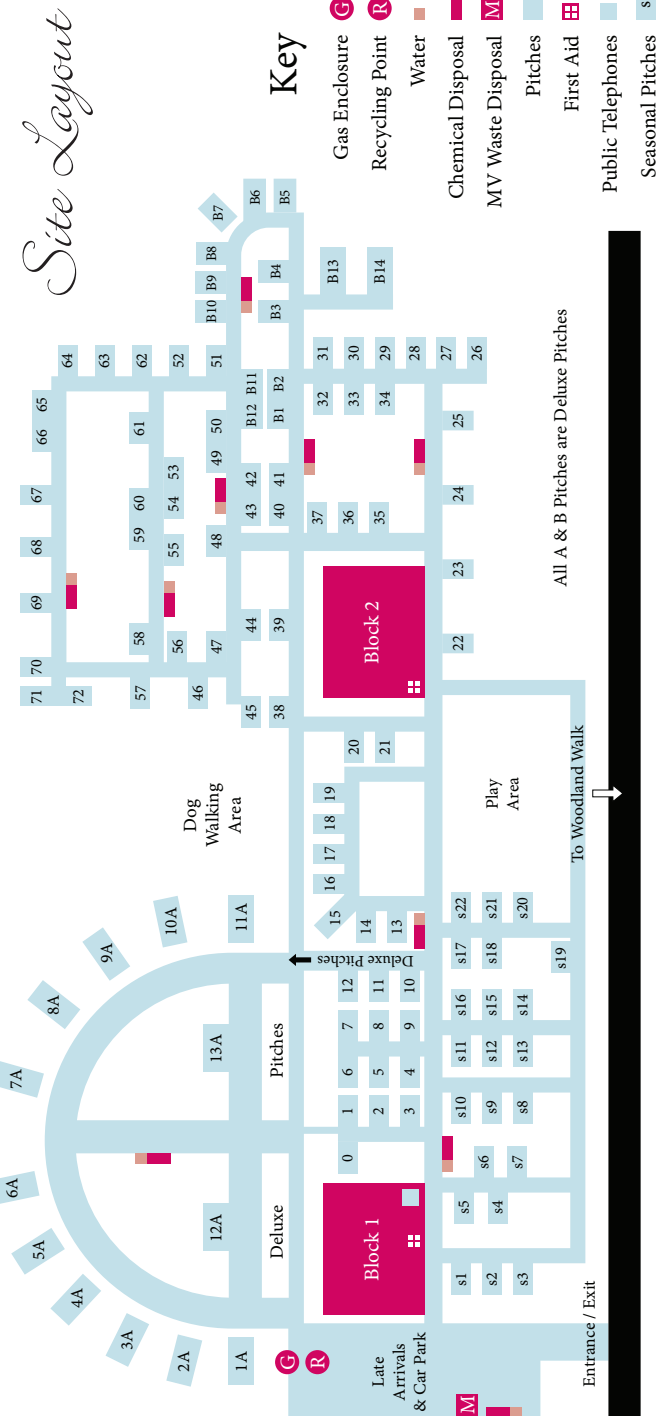 Site Layout
Key
Gas Enclosure
G
Recycling Point
R
Water
Chemical Disposal
MV Waste Disposal
M
Pitches
First Aid
Public Telephones
Seasonal Pitches
s
1A
2A
3A
4A
5A
6A
7A
8A
9A
10A
11A
12A
13A
Deluxe
Pitches
Deluxe Pitches
Dog
Walking
Area
71
70
69
68
67
66
65
72
64
63
62
52
51
57
58
59
60
61
56
55
54
53
46
47
48
49
50
B10
B9
B8
B7
B6
B5
B4
B3
45
44
43
42
B12
B11
38
39
40
41
B1
B2
B13
B14
37
36
35
32
33
34
31
30
29
28
27
26
Block 2
20
21
19
18
17
16
15
14
13
12
11
10
7
8
9
6
5
4
1
2
3
0
Block 1
22
23
24
25
Play
Area
s22
s21
s20
s17
s18
s19
s16
s15
s14
s11
s12
s13
s10
s9
s8
s6
s7
s5
s4
s1
s2
s3
To Woodland Walk
All A & B Pitches are Deluxe Pitches
G
R
Late
Arrivals
& Car Park
M
Entrance / Exit